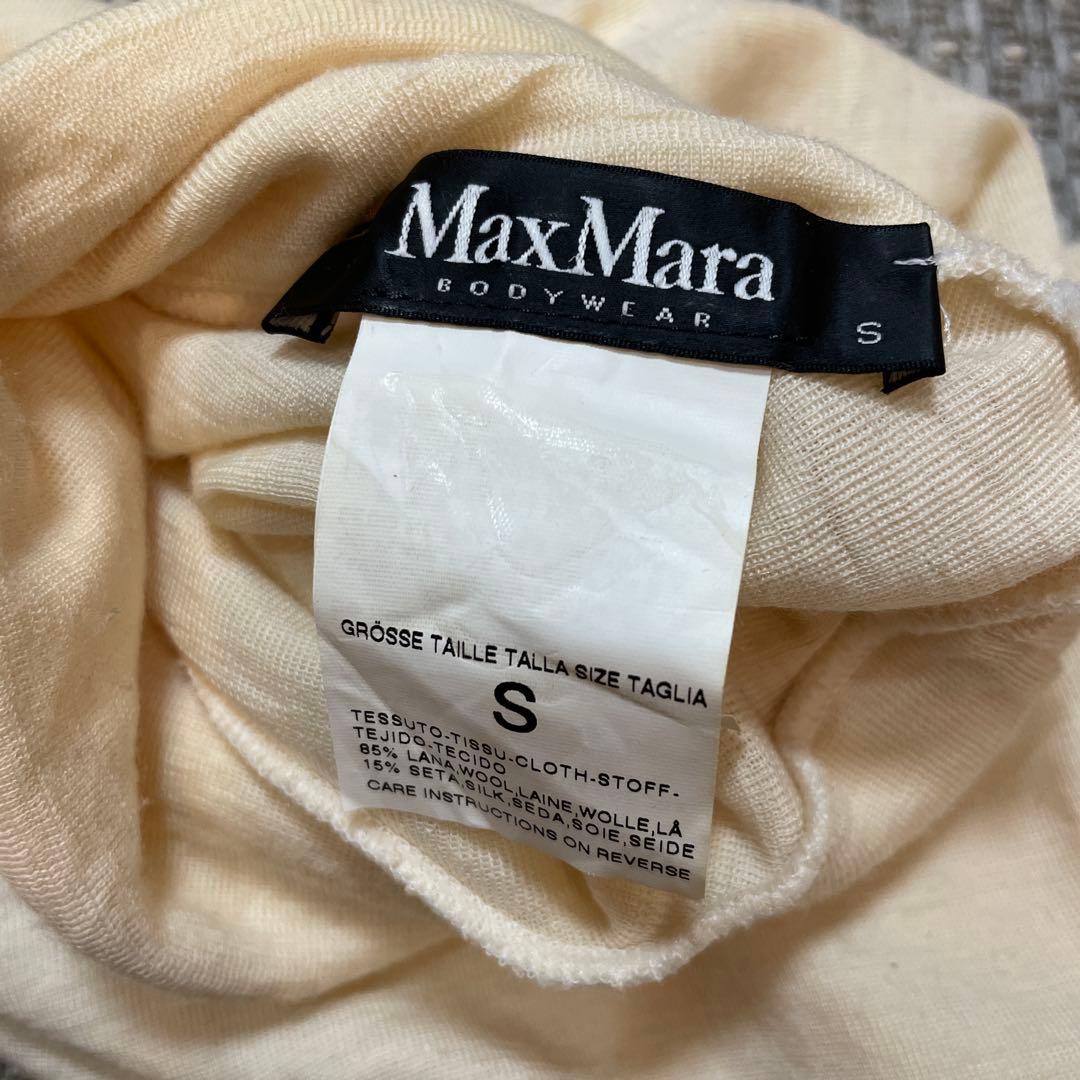 MaxMara
BODYWEAR
S
GRÖSSE TAILLE TALLA SIZE TAGLIA
S
TESSUTO-TISSU-CLOTH-STOFF-
TEJIDO-TECIDO
85% LANA,WOOL,LAINE,WOLLE,LÅ
15% SETA,SILK,SEDA,SOIE,SEIDE
CARE INSTRUCTIONS ON REVERSE